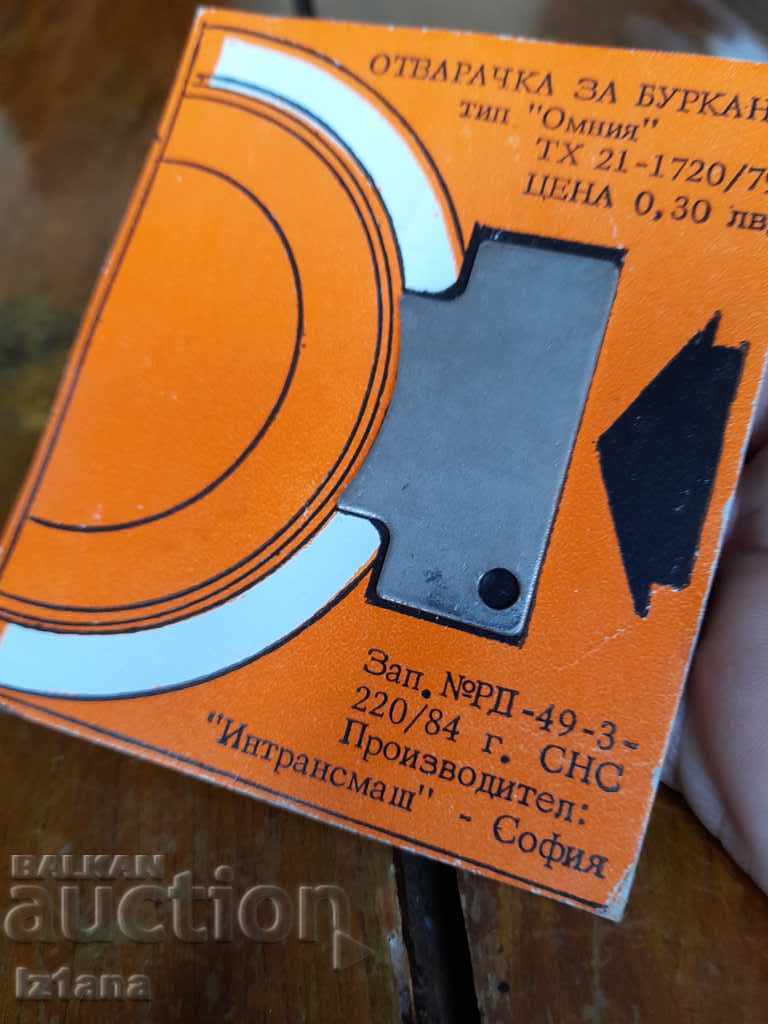 ОТВАРАЧКА ЗА БУРКАН
тип "Омния"
ТХ 21-1720/79
ЦЕНА 0,30 лв.
Зап. №РД-49-3-
220/84 г. СНС
Производител:
"Интрансмаш" - София
BALKAN
auction
iz1ana